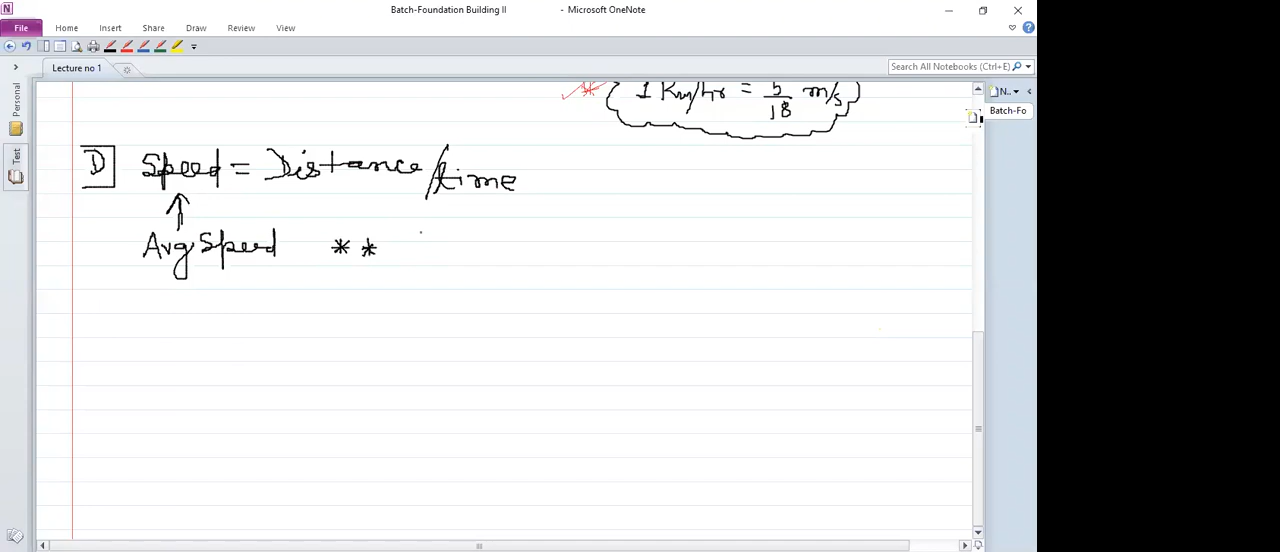 Batch-Foundation Building II - Microsoft OneNote
File Home Insert Share Draw Review View
Lecture no 1
Search All Notebooks (Ctrl+E)
Personal
Test
N..
Batch-Fo
1 Km/Hr = 5/18 m/s
D Speed = Distance/time
Avg Speed **